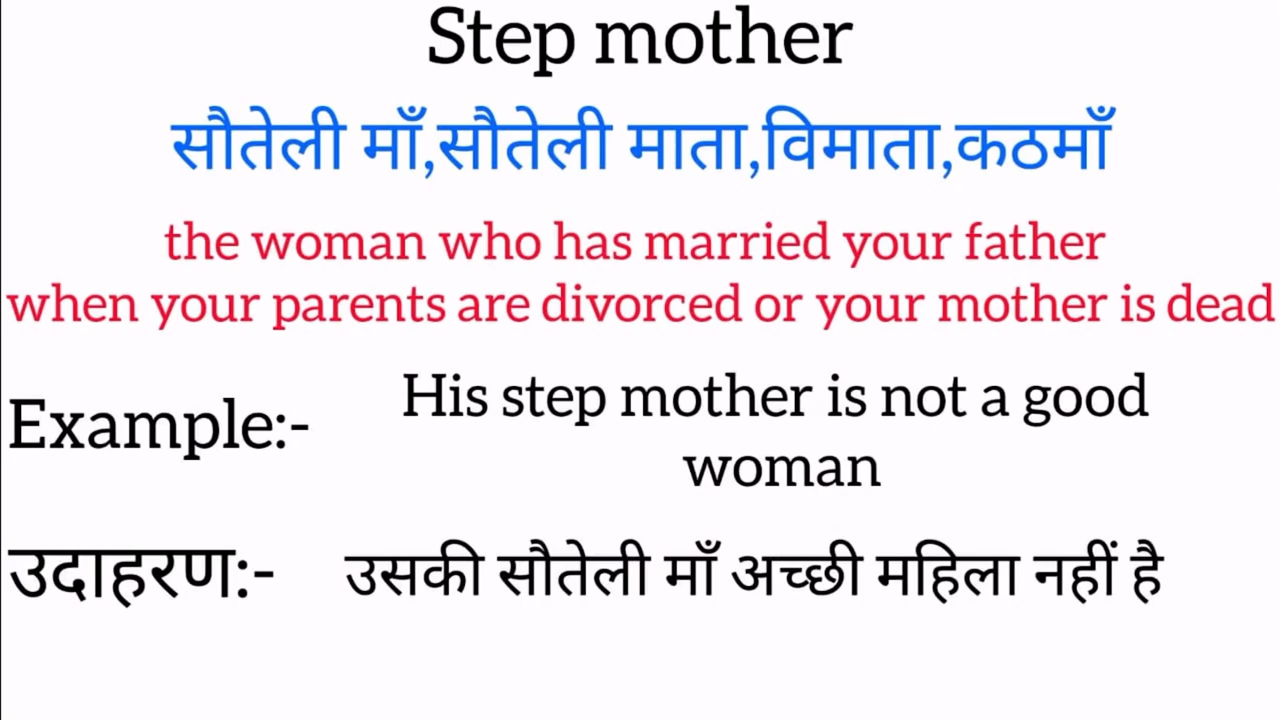 Step mother
सौतेली माँ,सौतेली माता,विमाता,कठमाँ
the woman who has married your father
when your parents are divorced or your mother is dead
Example:- His step mother is not a good
woman
उदाहरण:- उसकी सौतेली माँ अच्छी महिला नहीं है